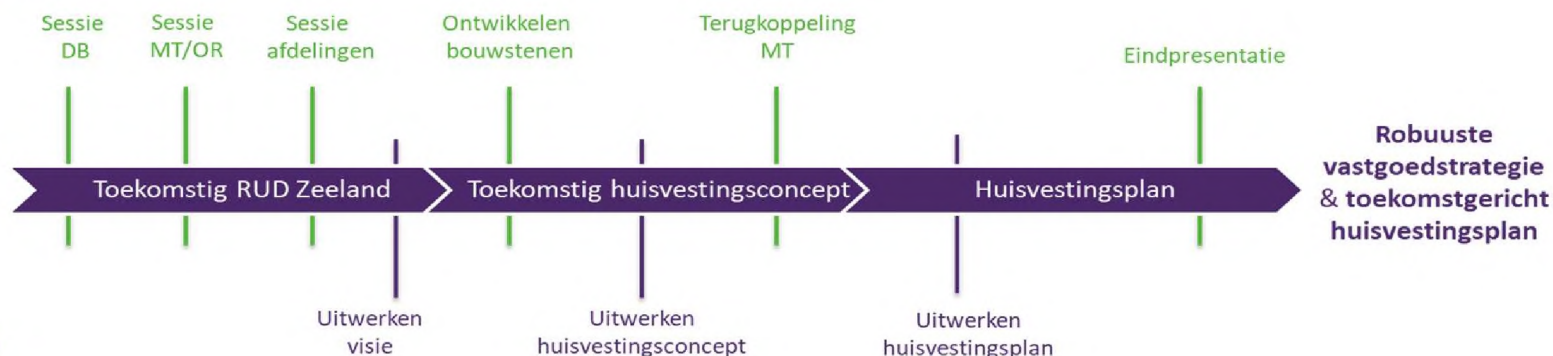 Sessie
DB
Sessie
MT/OR
Sessie
afdelingen
Ontwikkelen
bouwstenen
Terugkoppeling
MT
Eindpresentatie
Toekomstig RUD Zeeland
Toekomstig huisvestingsconcept
Huisvestingsplan
Robuuste
vastgoedstrategie
& toekomstgericht
huisvestingsplan
Uitwerken
visie
Uitwerken
huisvestingsconcept
Uitwerken
huisvestingsplan